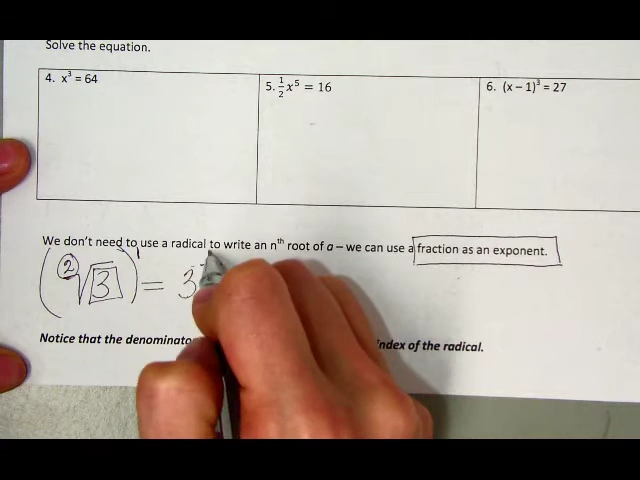 Solve the equation.
4. x³ = 64
5. ½x⁵ = 16
6. (x – 1)³ = 27
We don't need to use a radical to write an nᵗʰ root of a – we can use a fraction as an exponent.
(²√3)¹ = 3
Notice that the denominato index of the radical.